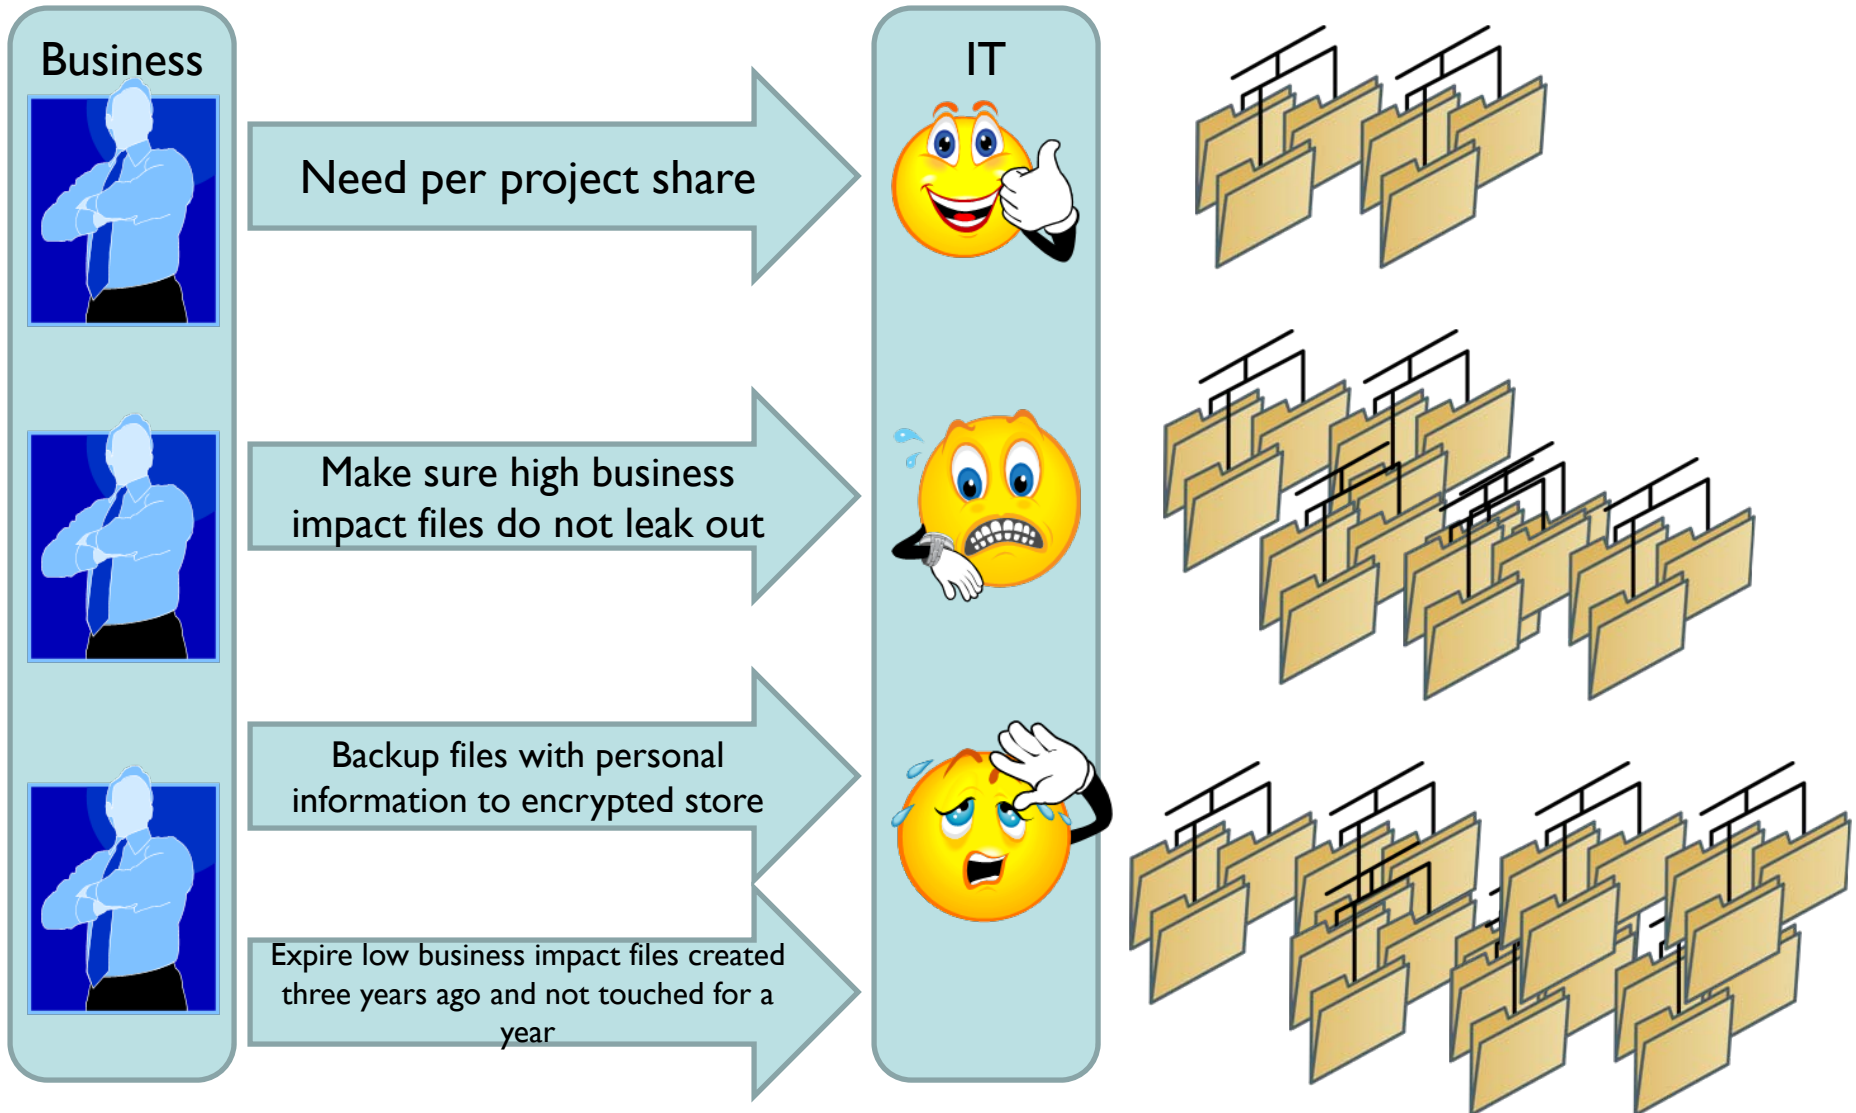 Business
IT
Need per project share
Make sure high business
impact files do not leak out
Backup files with personal
information to encrypted store
Expire low business impact files created
three years ago and not touched for a
year